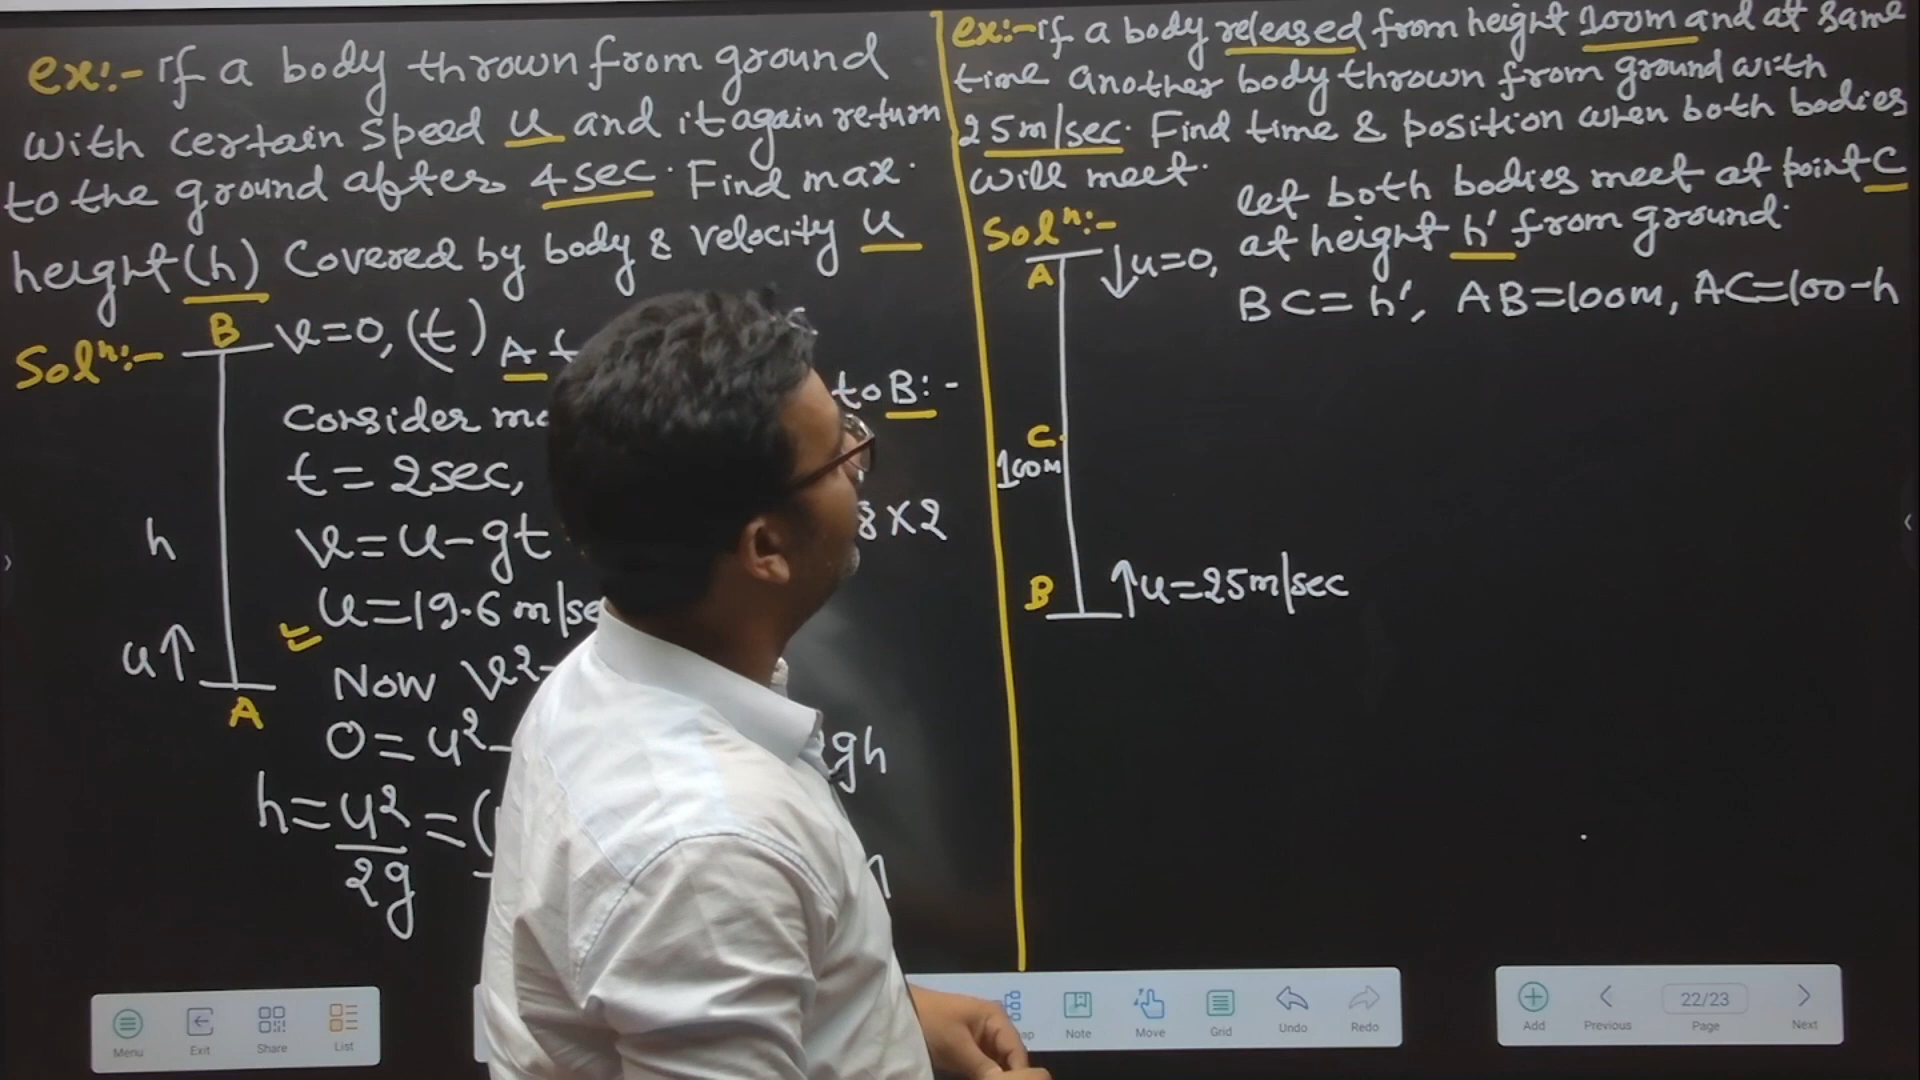 ex:- if a body thrown from ground
with certain speed u and it again return
to the ground after 4 sec. Find max.
height (h) covered by body & velocity u
Soln:-
B v=0, (t)
A
Consider to B:-
t = 2sec,
v=u-gt
8×2
h
u=19.6 m/se
u↑
Now v²-
A
0=u²-
gh
h=u²/2g=(
ex:- if a body released from height 100m and at same
time another body thrown from ground with
25m/sec. Find time & position when both bodies
will meet.
Soln:-
let both bodies meet at point C
at height h' from ground.
A ↓u=0,
BC=h', AB=100m, AC=100-h
C
100m
B ↑u=25m/sec
Menu
Exit
Share
List
Note
Move
Grid
Undo
Redo
Add
Previous
22/23
Page
Next